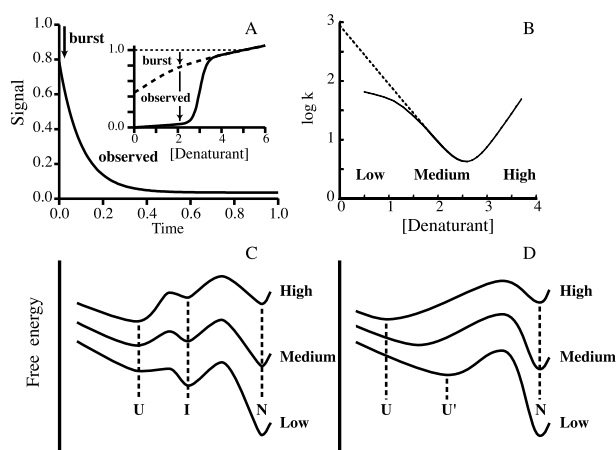 A
B
1.0
0.8
0.6
0.4
0.2
0.0
Signal
burst
observed
0.0 0.2 0.4 0.6 0.8 1.0
Time
1.0
0.0
burst
observed
0 2 4 6
[Denaturant]
3
2
1
0
log k
Low Medium High
0 1 2 3 4
[Denaturant]
C
D
Free energy
High
Medium
Low
U I N
High
Medium
Low
U U' N